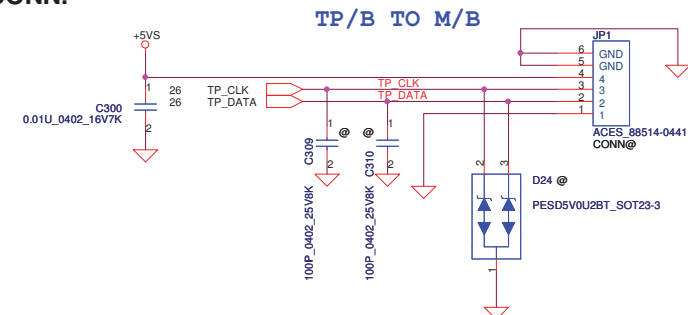 CONN.
TP/B TO M/B
+5VS
JP1
6 GND
5 GND
4 4
3 3
2 2
1 1
26 TP_CLK TP_CLK
26 TP_DATA TP_DATA
1
C300
0.01U_0402_16V7K
2
ACES_88514-0441
CONN@
1 @
C309
2
100P_0402_25V8K
@ 1
C310
2
100P_0402_25V8K
2 3
D24 @
PESD5V0U2BT_SOT23-3
1